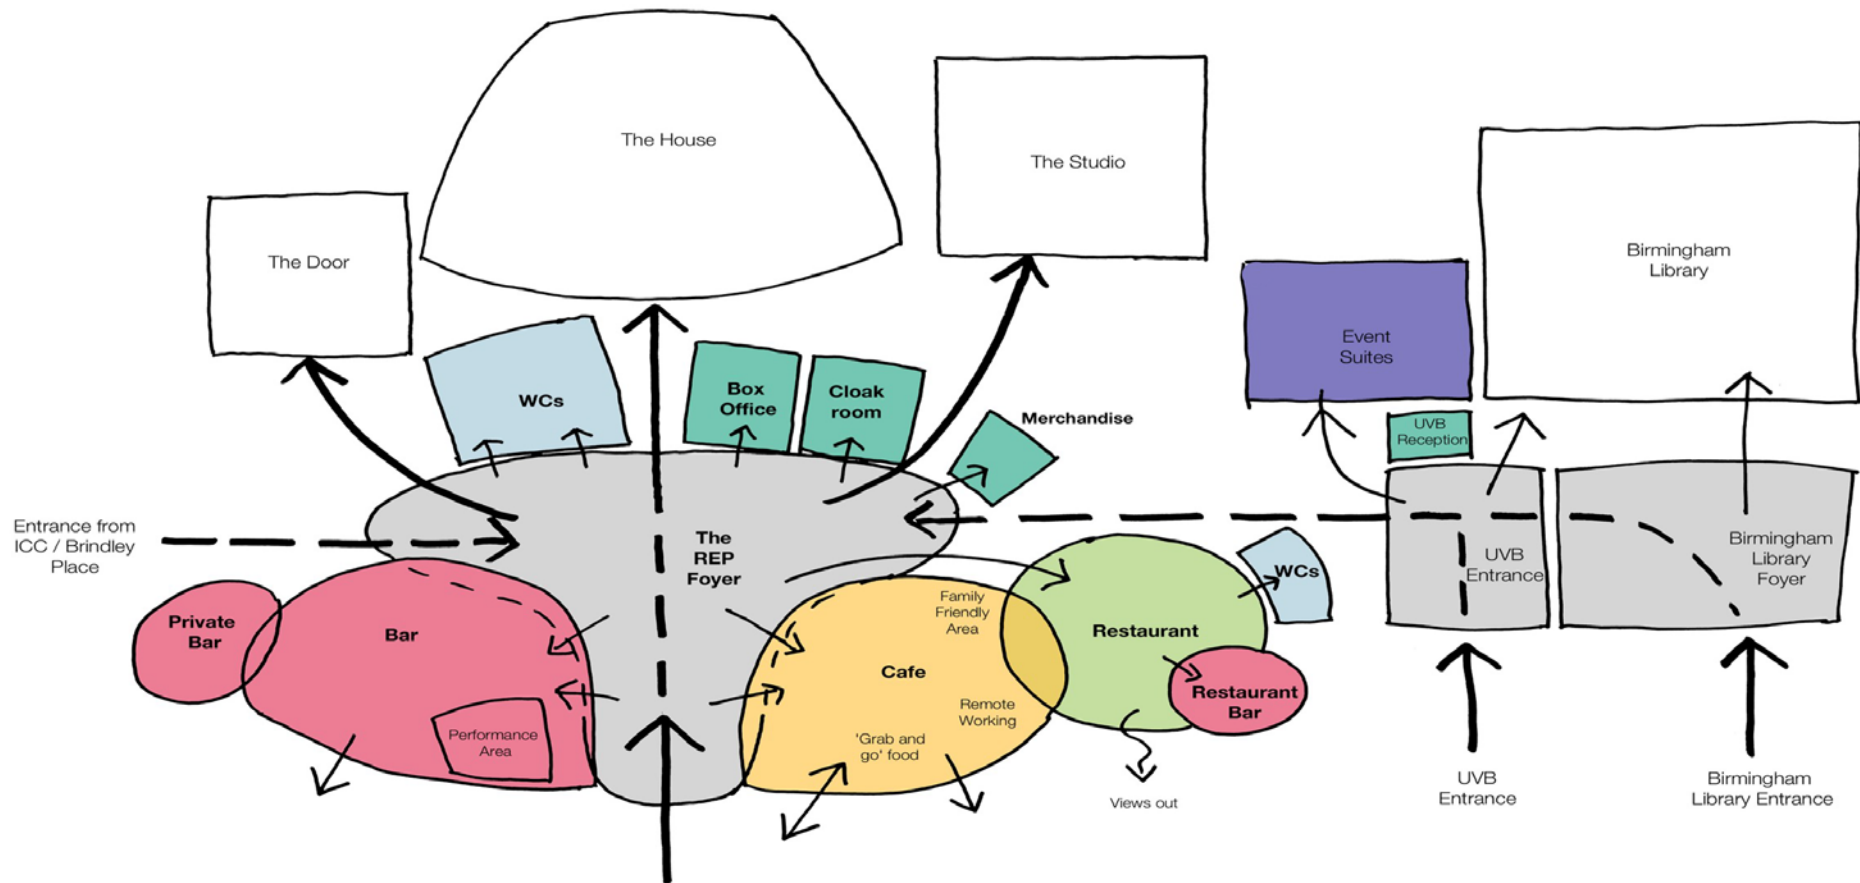 The House
The Studio
The Door
Birmingham
Library
Event
Suites
WCs
Box
Office
Cloak
room
Merchandise
UVB
Reception
Entrance from
ICC / Brindley
Place
The
REP
Foyer
UVB
Entrance
Birmingham
Library
Foyer
Private
Bar
Bar
Performance
Area
Family
Friendly
Area
Cafe
Remote
Working
'Grab and
go' food
Restaurant
WCs
Restaurant
Bar
Views out
UVB
Entrance
Birmingham
Library Entrance